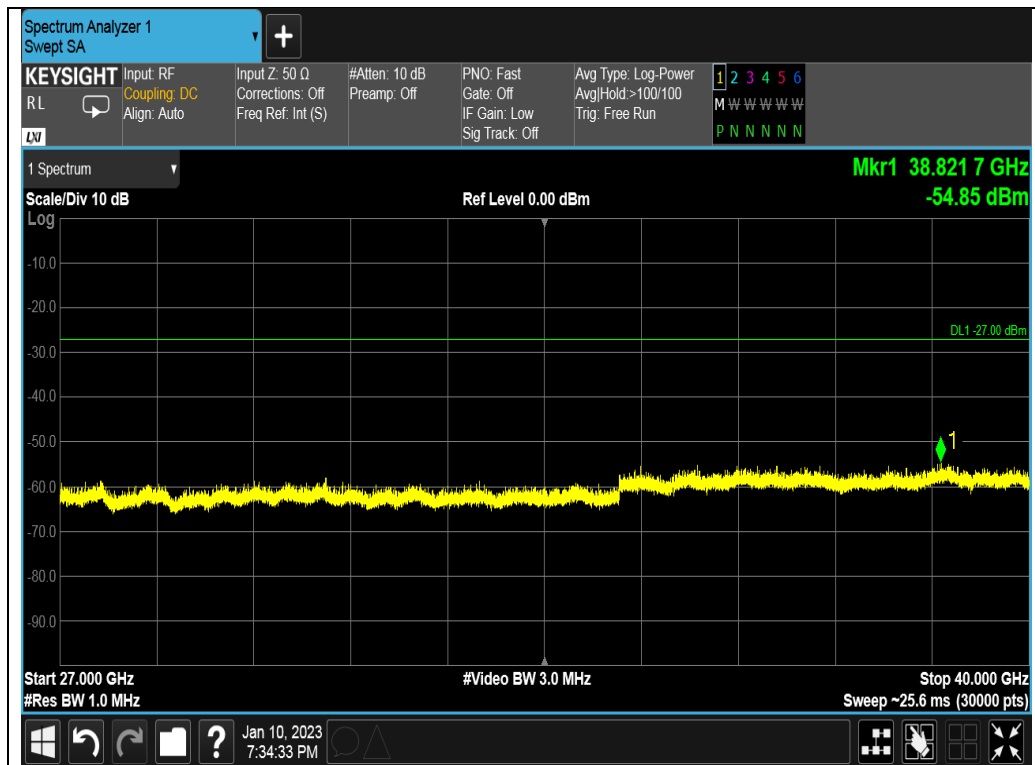 Spectrum Analyzer 1
Swept SA
+
KEYSIGHT
RL
LXI
Input: RF
Coupling: DC
Align: Auto
Input Z: 50 Ω
Corrections: Off
Freq Ref: Int (S)
#Atten: 10 dB
Preamp: Off
PNO: Fast
Gate: Off
IF Gain: Low
Sig Track: Off
Avg Type: Log-Power
Avg|Hold:>100/100
Trig: Free Run
1 2 3 4 5 6
M W W W W W
P N N N N N
1 Spectrum
Mkr1 38.821 7 GHz
-54.85 dBm
Scale/Div 10 dB
Ref Level 0.00 dBm
Log
-10.0
-20.0
DL1 -27.00 dBm
-30.0
-40.0
-50.0
1
-60.0
-70.0
-80.0
-90.0
Start 27.000 GHz
#Video BW 3.0 MHz
Stop 40.000 GHz
#Res BW 1.0 MHz
Sweep ~25.6 ms (30000 pts)
?
Jan 10, 2023
7:34:33 PM